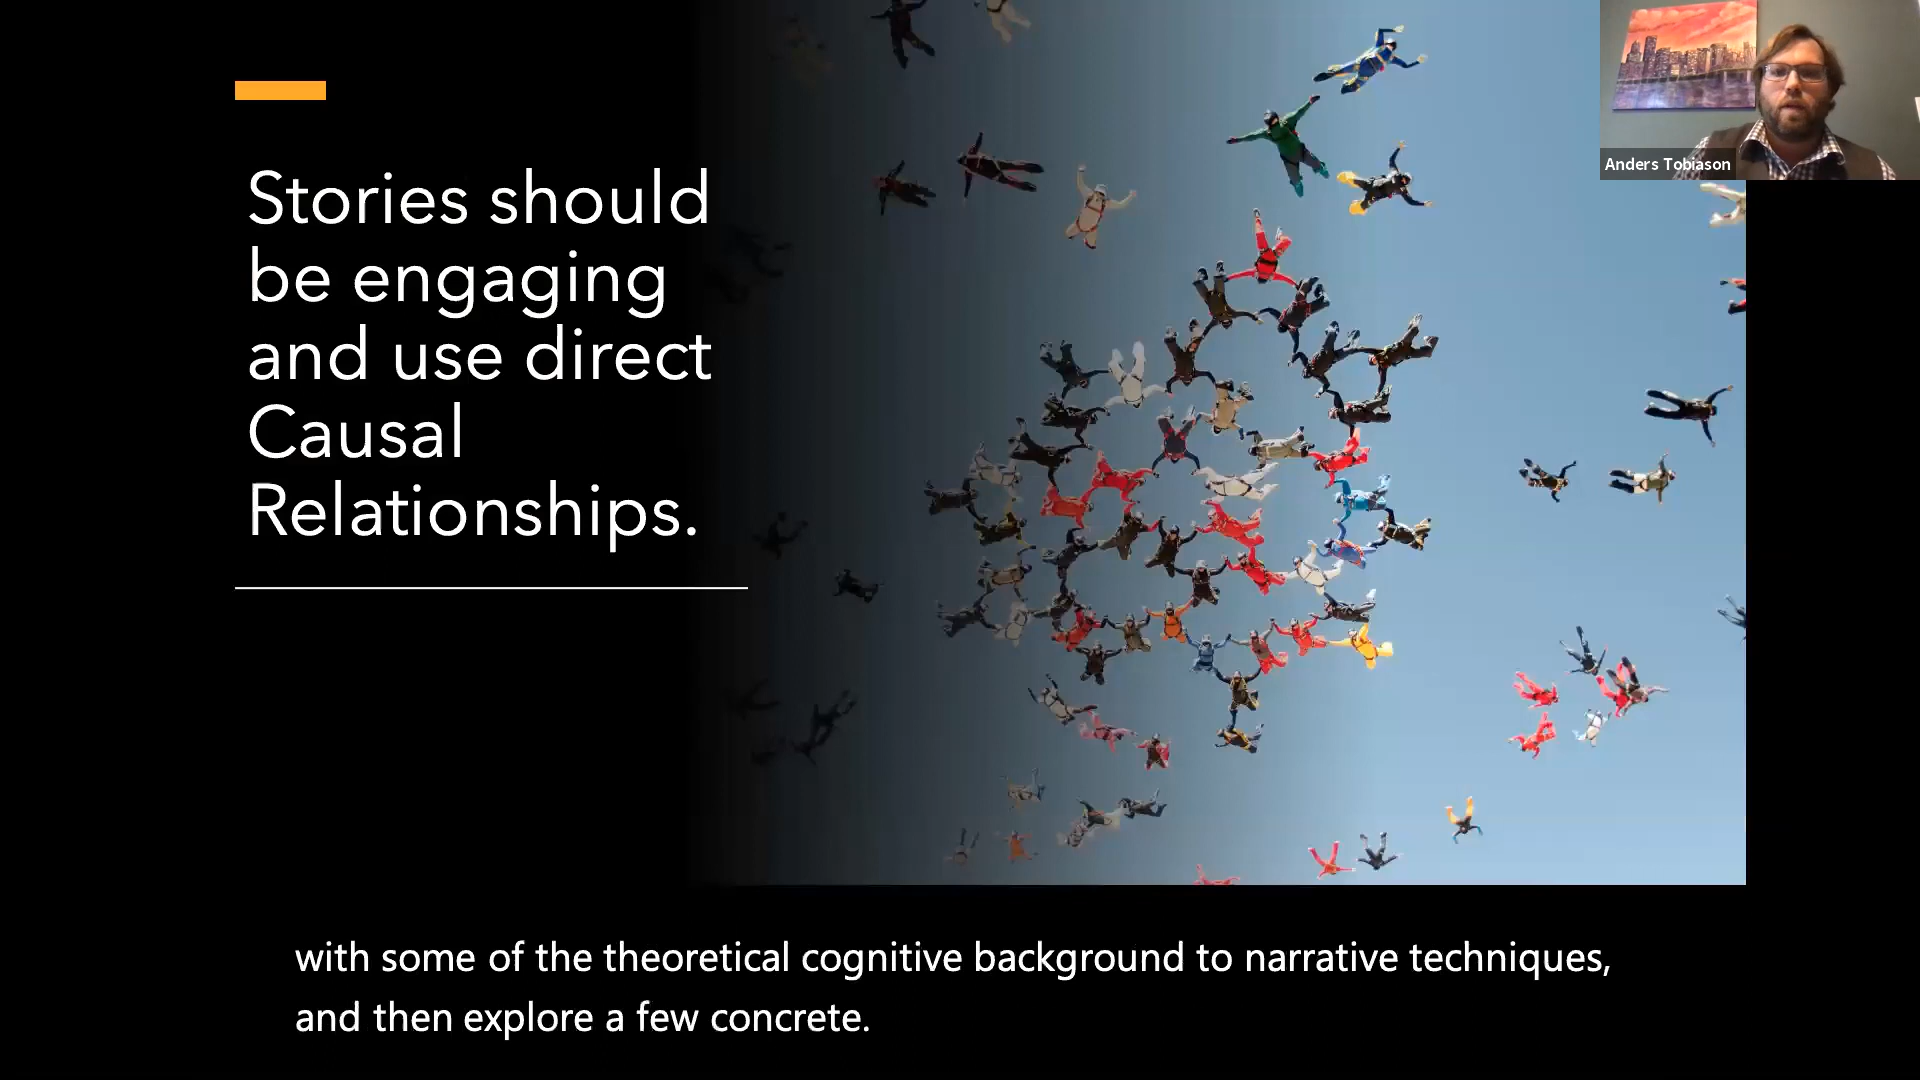 Stories should
be engaging
and use direct
Causal
Relationships.
Anders Tobiason
with some of the theoretical cognitive background to narrative techniques,
and then explore a few concrete.